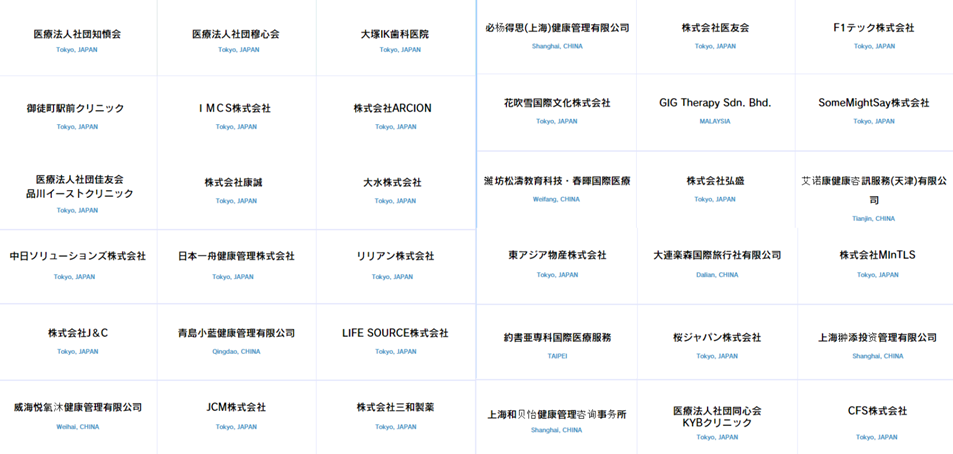 医療法人社団知慎会
Tokyo, JAPAN
医療法人社団穆心会
Tokyo, JAPAN
大塚IK歯科医院
Tokyo, JAPAN
必杨得思(上海)健康管理有限公司
Shanghai, CHINA
株式会社医友会
Tokyo, JAPAN
F1テック株式会社
Tokyo, JAPAN
御徒町駅前クリニック
Tokyo, JAPAN
ＩＭＣＳ株式会社
Tokyo, JAPAN
株式会社ARCION
Tokyo, JAPAN
花吹雪国際文化株式会社
Tokyo, JAPAN
GIG Therapy Sdn. Bhd.
MALAYSIA
SomeMightSay株式会社
Tokyo, JAPAN
医療法人社団佳友会
品川イーストクリニック
Tokyo, JAPAN
株式会社康誠
Tokyo, JAPAN
大水株式会社
Tokyo, JAPAN
濰坊松濤教育科技・春暉国際医療
Weifang, CHINA
株式会社弘盛
Tokyo, JAPAN
艾诺康健康咨訊服務(天津)有限公
司
Tianjin, CHINA
中日ソリューションズ株式会社
Tokyo, JAPAN
日本一舟健康管理株式会社
Tokyo, JAPAN
リリアン株式会社
Tokyo, JAPAN
東アジア物産株式会社
Tokyo, JAPAN
大連楽森国際旅行社有限公司
Dalian, CHINA
株式会社MInTLS
Tokyo, JAPAN
株式会社J＆C
Tokyo, JAPAN
青島小藍健康管理有限公司
Qingdao, CHINA
LIFE SOURCE株式会社
Tokyo, JAPAN
約書亜専科国際医療服務
TAIPEI
桜ジャパン株式会社
Tokyo, JAPAN
上海翀添投资管理有限公司
Shanghai, CHINA
威海悦氧沐健康管理有限公司
Weihai, CHINA
JCM株式会社
Tokyo, JAPAN
株式会社三和製薬
Tokyo, JAPAN
上海和贝怡健康管理咨询事务所
Shanghai, CHINA
医療法人社団同心会
KYBクリニック
Tokyo, JAPAN
CFS株式会社
Tokyo, JAPAN